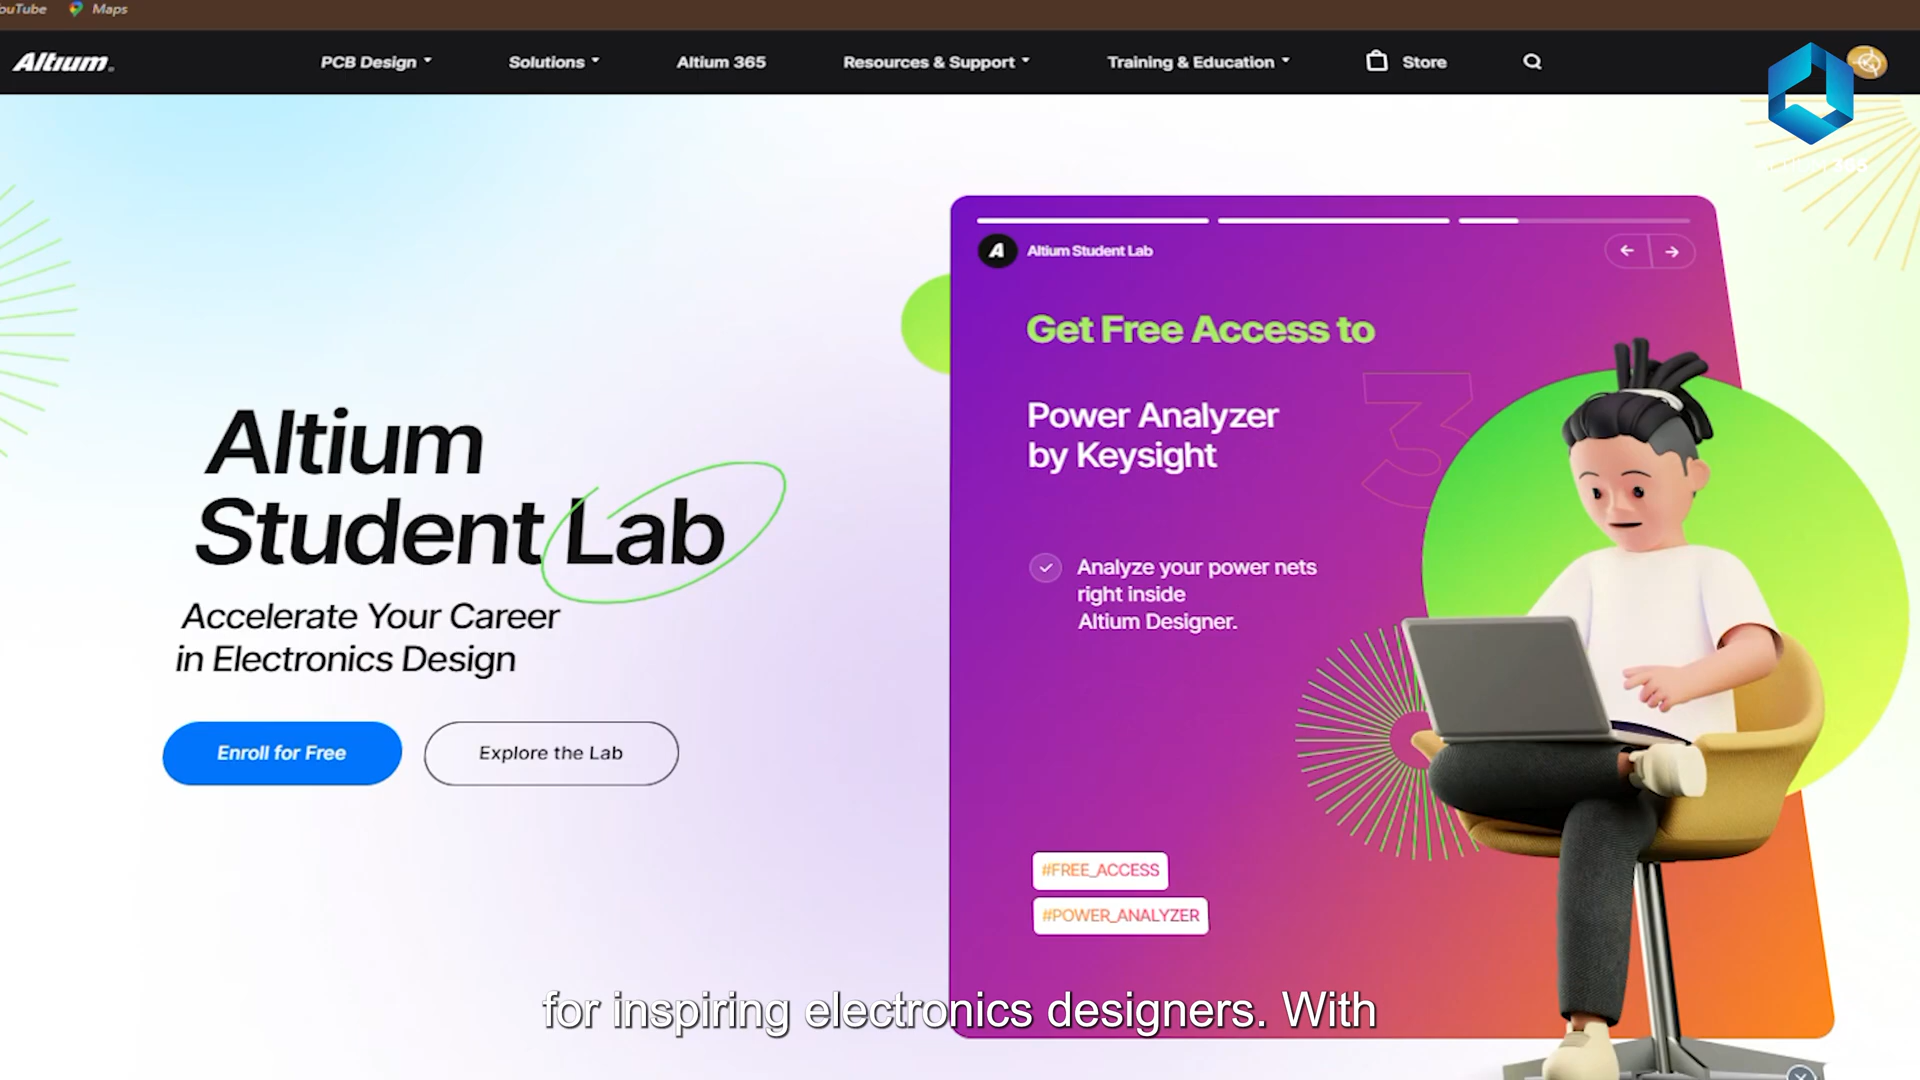 YouTube Maps
Altium
PCB Design
Solutions
Altium 365
Resources & Support
Training & Education
Store
Altium
Student Lab
Accelerate Your Career
in Electronics Design
Enroll for Free
Explore the Lab
A
Altium Student Lab
Get Free Access to
3
Power Analyzer
by Keysight
Analyze your power nets
right inside
Altium Designer.
#FREE_ACCESS
#POWER_ANALYZER
for inspiring electronics designers. With